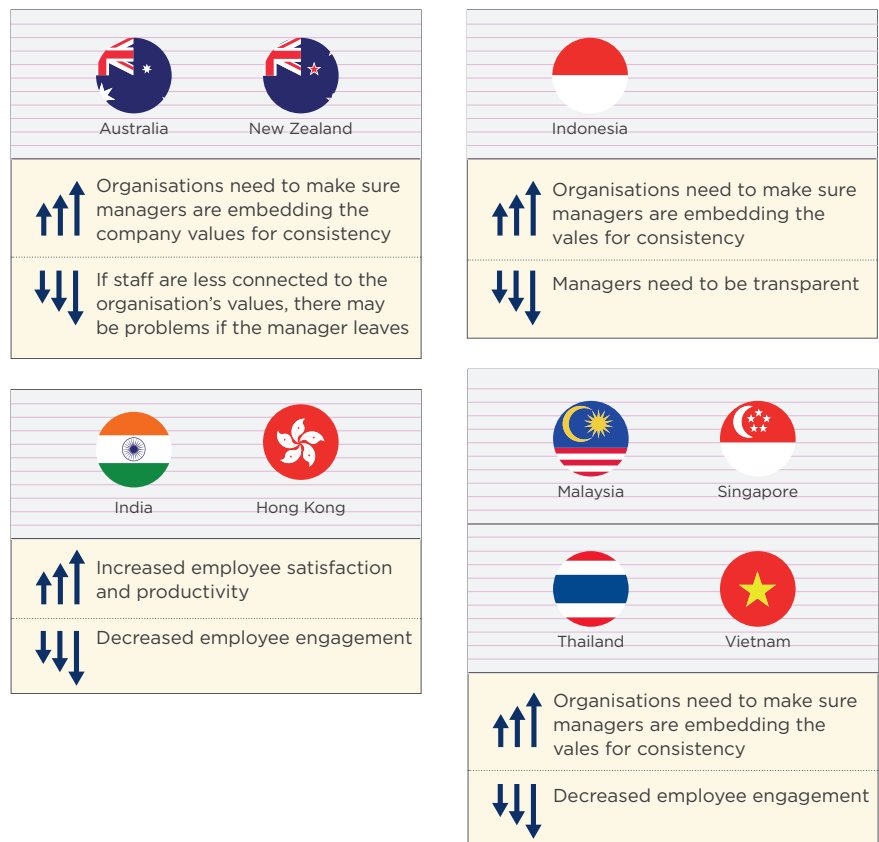 Australia
New Zealand
Organisations need to make sure
managers are embedding the
company values for consistency
If staff are less connected to the
organisation’s values, there may
be problems if the manager leaves
Indonesia
Organisations need to make sure
managers are embedding the
vales for consistency
Managers need to be transparent
India
Hong Kong
Increased employee satisfaction
and productivity
Decreased employee engagement
Malaysia
Singapore
Thailand
Vietnam
Organisations need to make sure
managers are embedding the
vales for consistency
Decreased employee engagement